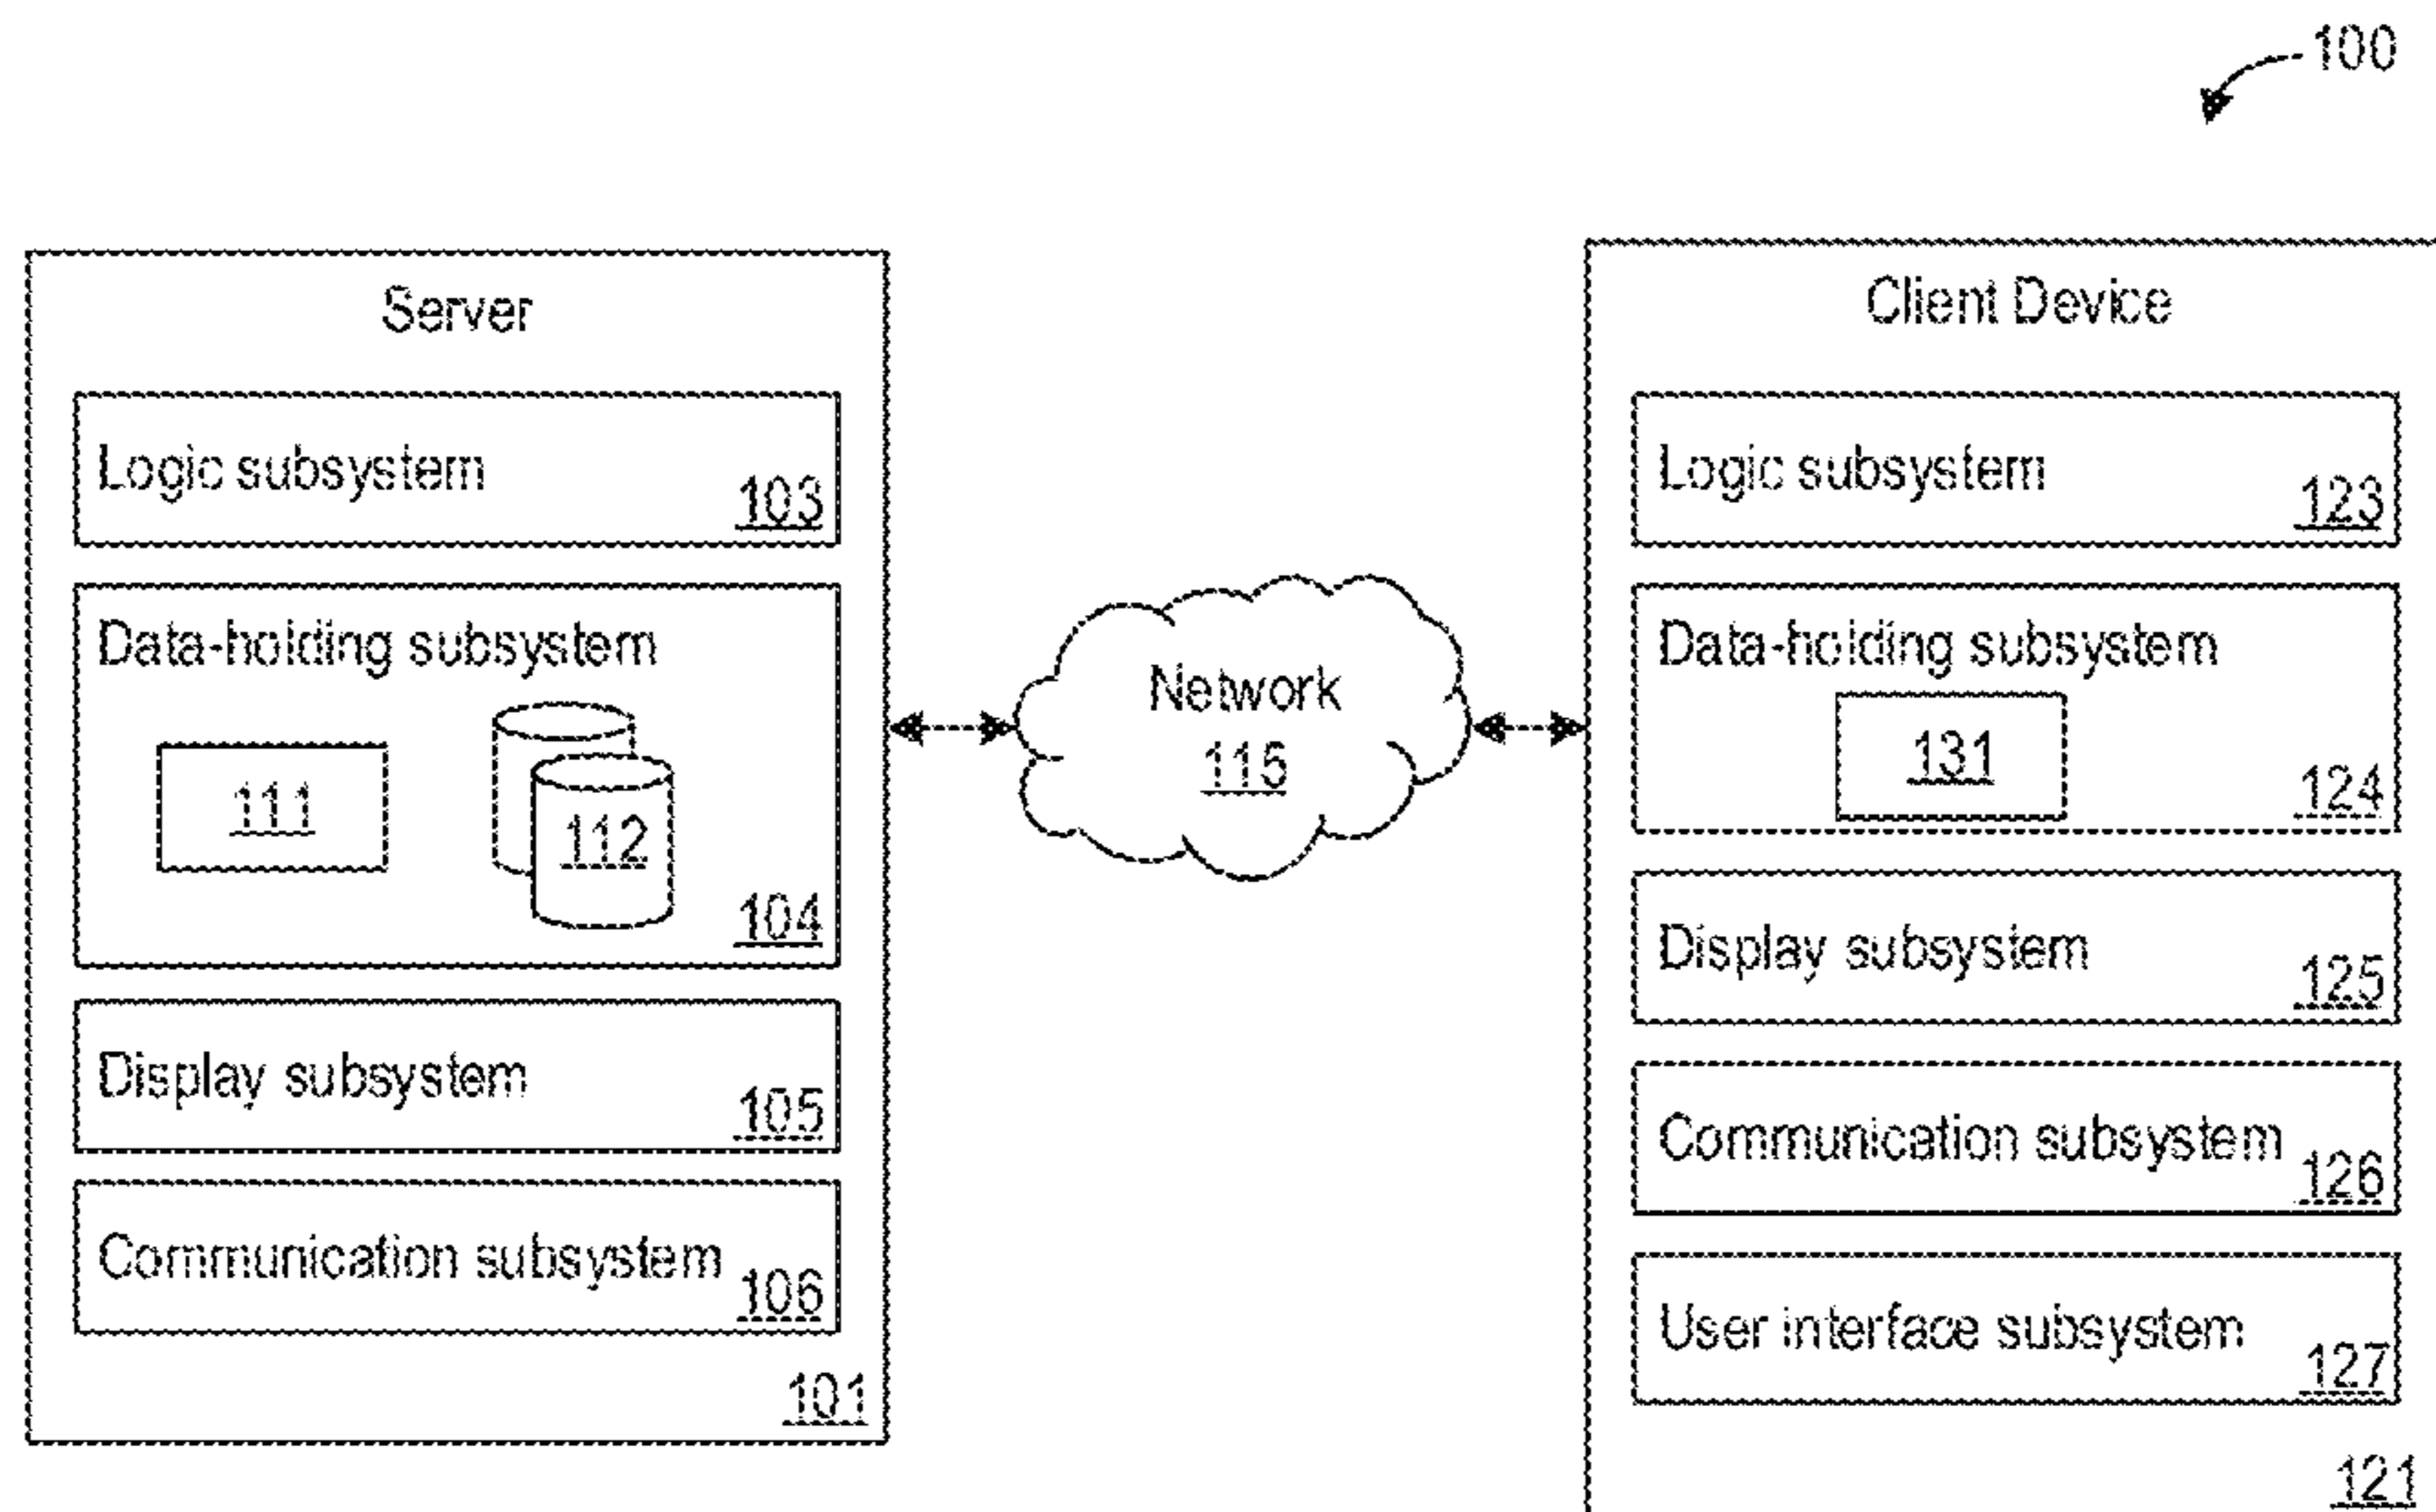 100
Server
Logic subsystem
103
Data-holding subsystem
111
112
104
Display subsystem
105
Communication subsystem
106
101
Network
115
Client Device
Logic subsystem
123
Data-holding subsystem
131
124
Display subsystem
125
Communication subsystem
126
User interface subsystem
127
121